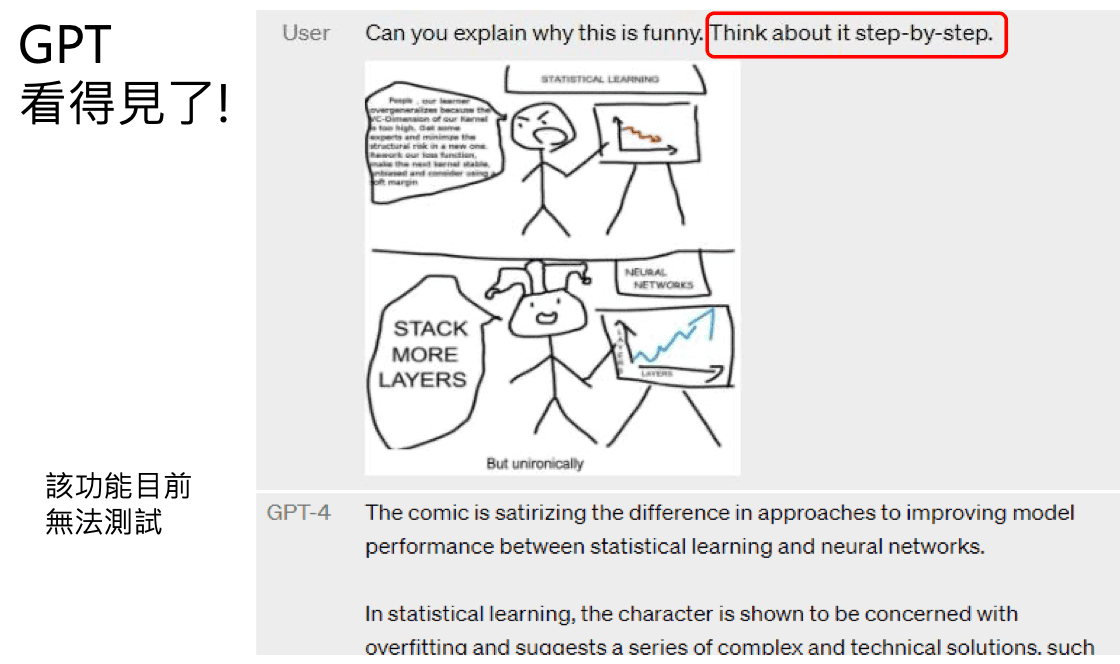 GPT
看得見了!
該功能目前
無法測試
User
Can you explain why this is funny. Think about it step-by-step.
STATISTICAL LEARNING
People, our learner
overgeneralizes because the
VC-Dimension of our Kernel
is too high, Get some
experts and minimize the
structural risk in a new one.
Rework our loss function,
make the next kernel stable,
unbiased and consider using a
soft margin
NEURAL
NETWORKS
STACK
MORE
LAYERS
LAYERS
LAYERS
But unironically
GPT-4
The comic is satirizing the difference in approaches to improving model
performance between statistical learning and neural networks.
In statistical learning, the character is shown to be concerned with
overfitting and suggests a series of complex and technical solutions, such